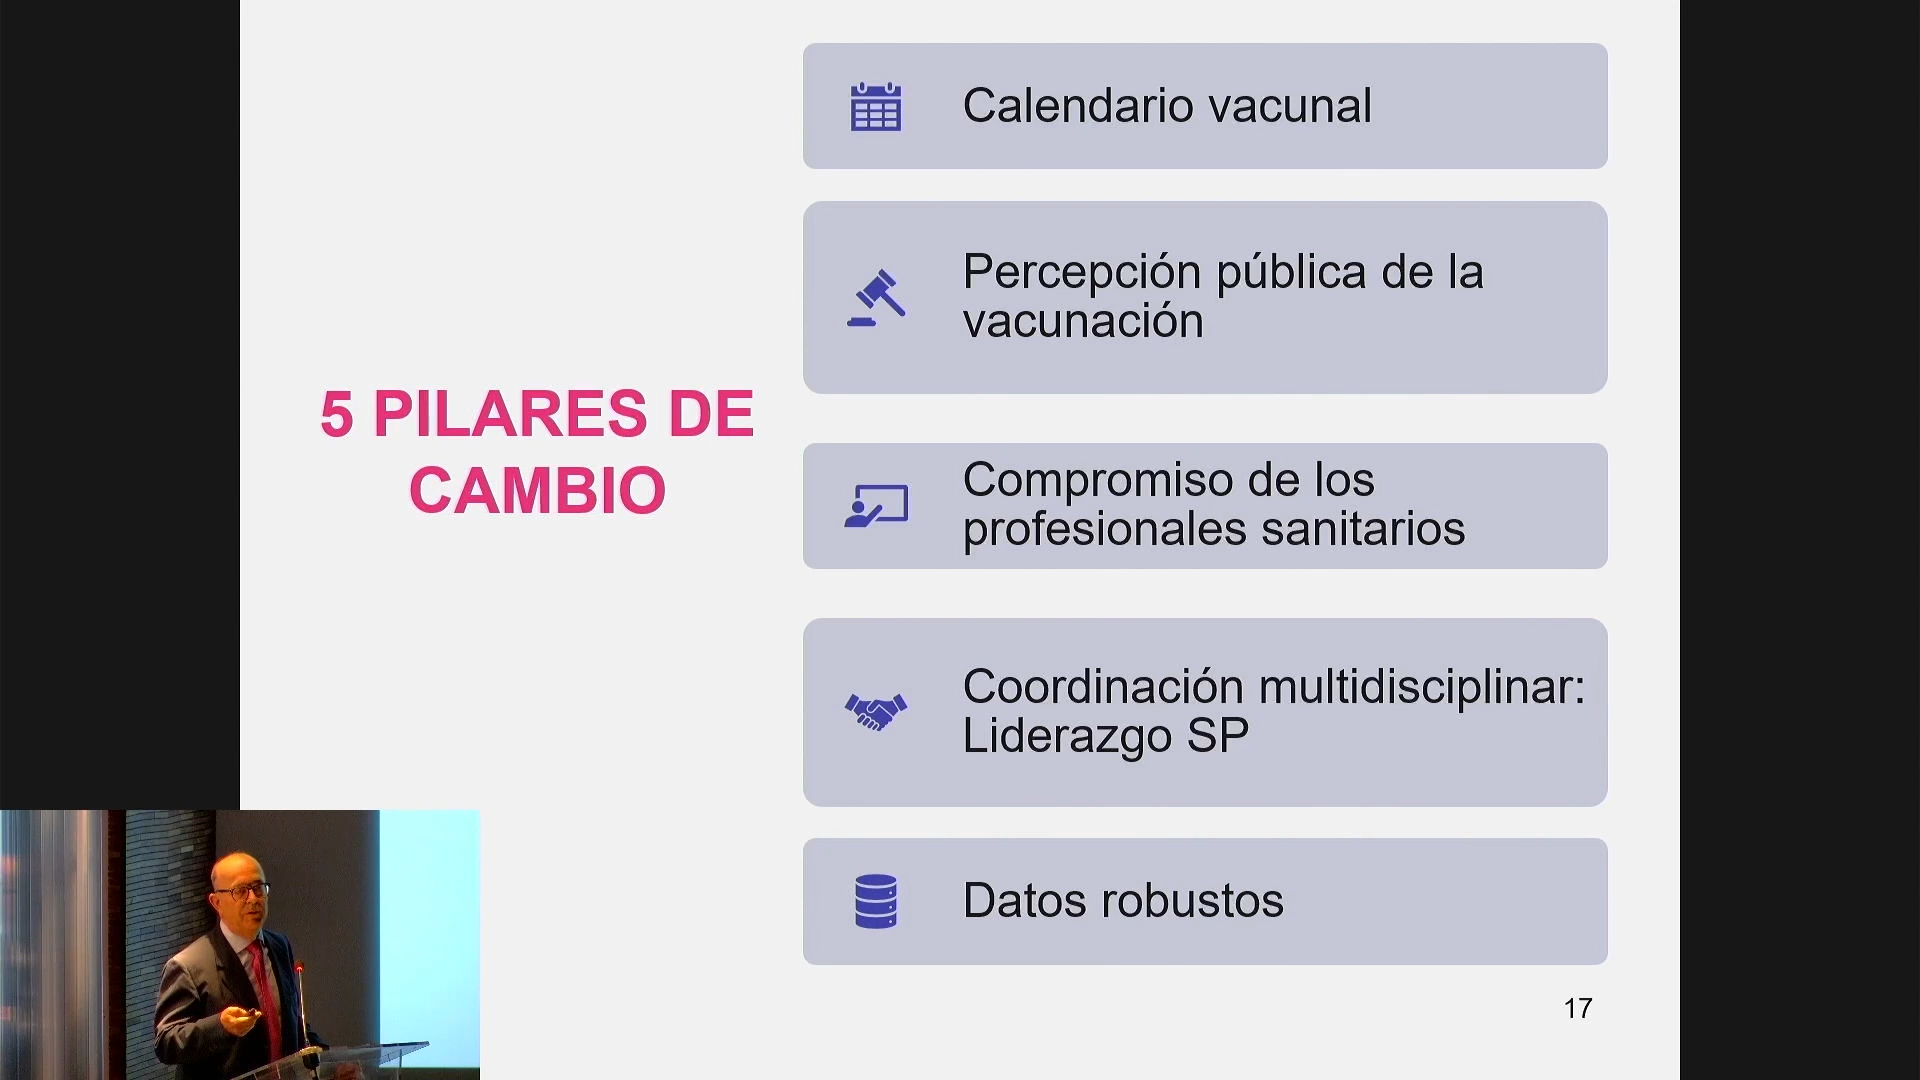 5 PILARES DE
CAMBIO
Calendario vacunal
Percepción pública de la
vacunación
Compromiso de los
profesionales sanitarios
Coordinación multidisciplinar:
Liderazgo SP
Datos robustos
17